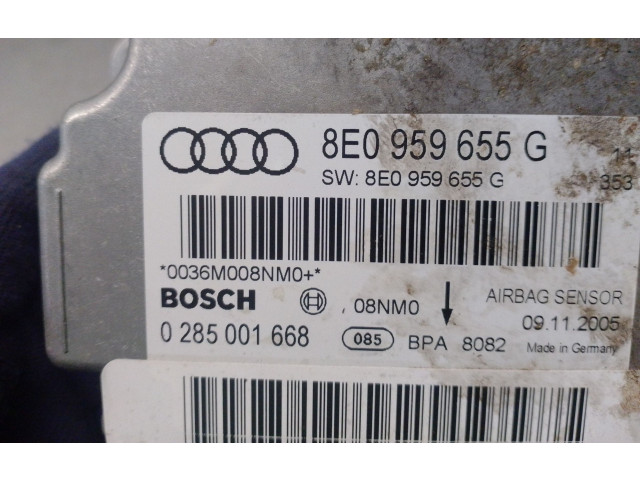 8E0 959 655 G 11
SW: 8E0 959 655 G 353
*0036M008NM0+*
BOSCH 08NM0 AIRBAG SENSOR
09.11.2005
0 285 001 668 085 BPA 8082 Made in Germany